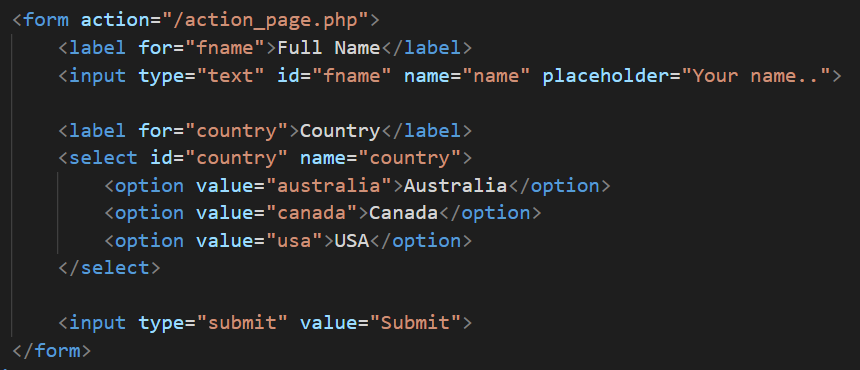 <form action="/action_page.php">
<label for="fname">Full Name</label>
<input type="text" id="fname" name="name" placeholder="Your name..">
<label for="country">Country</label>
<select id="country" name="country">
<option value="australia">Australia</option>
<option value="canada">Canada</option>
<option value="usa">USA</option>
</select>
<input type="submit" value="Submit">
</form>